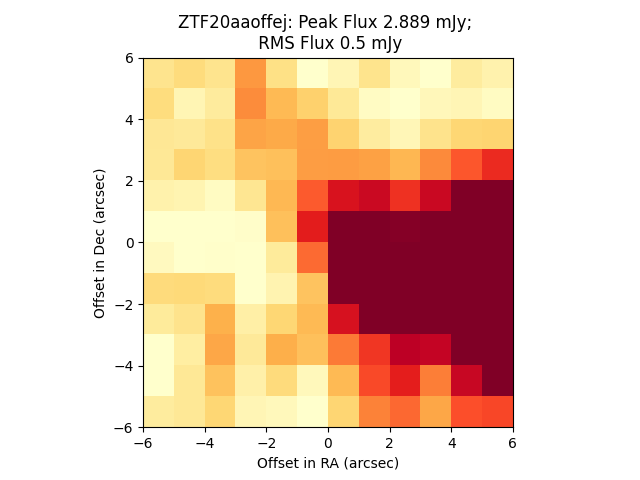 ZTF20aaoffej: Peak Flux 2.889 mJy;
RMS Flux 0.5 mJy
6
4
2
0
−2
−4
−6
Offset in Dec (arcsec)
−6 −4 −2 0 2 4 6
Offset in RA (arcsec)